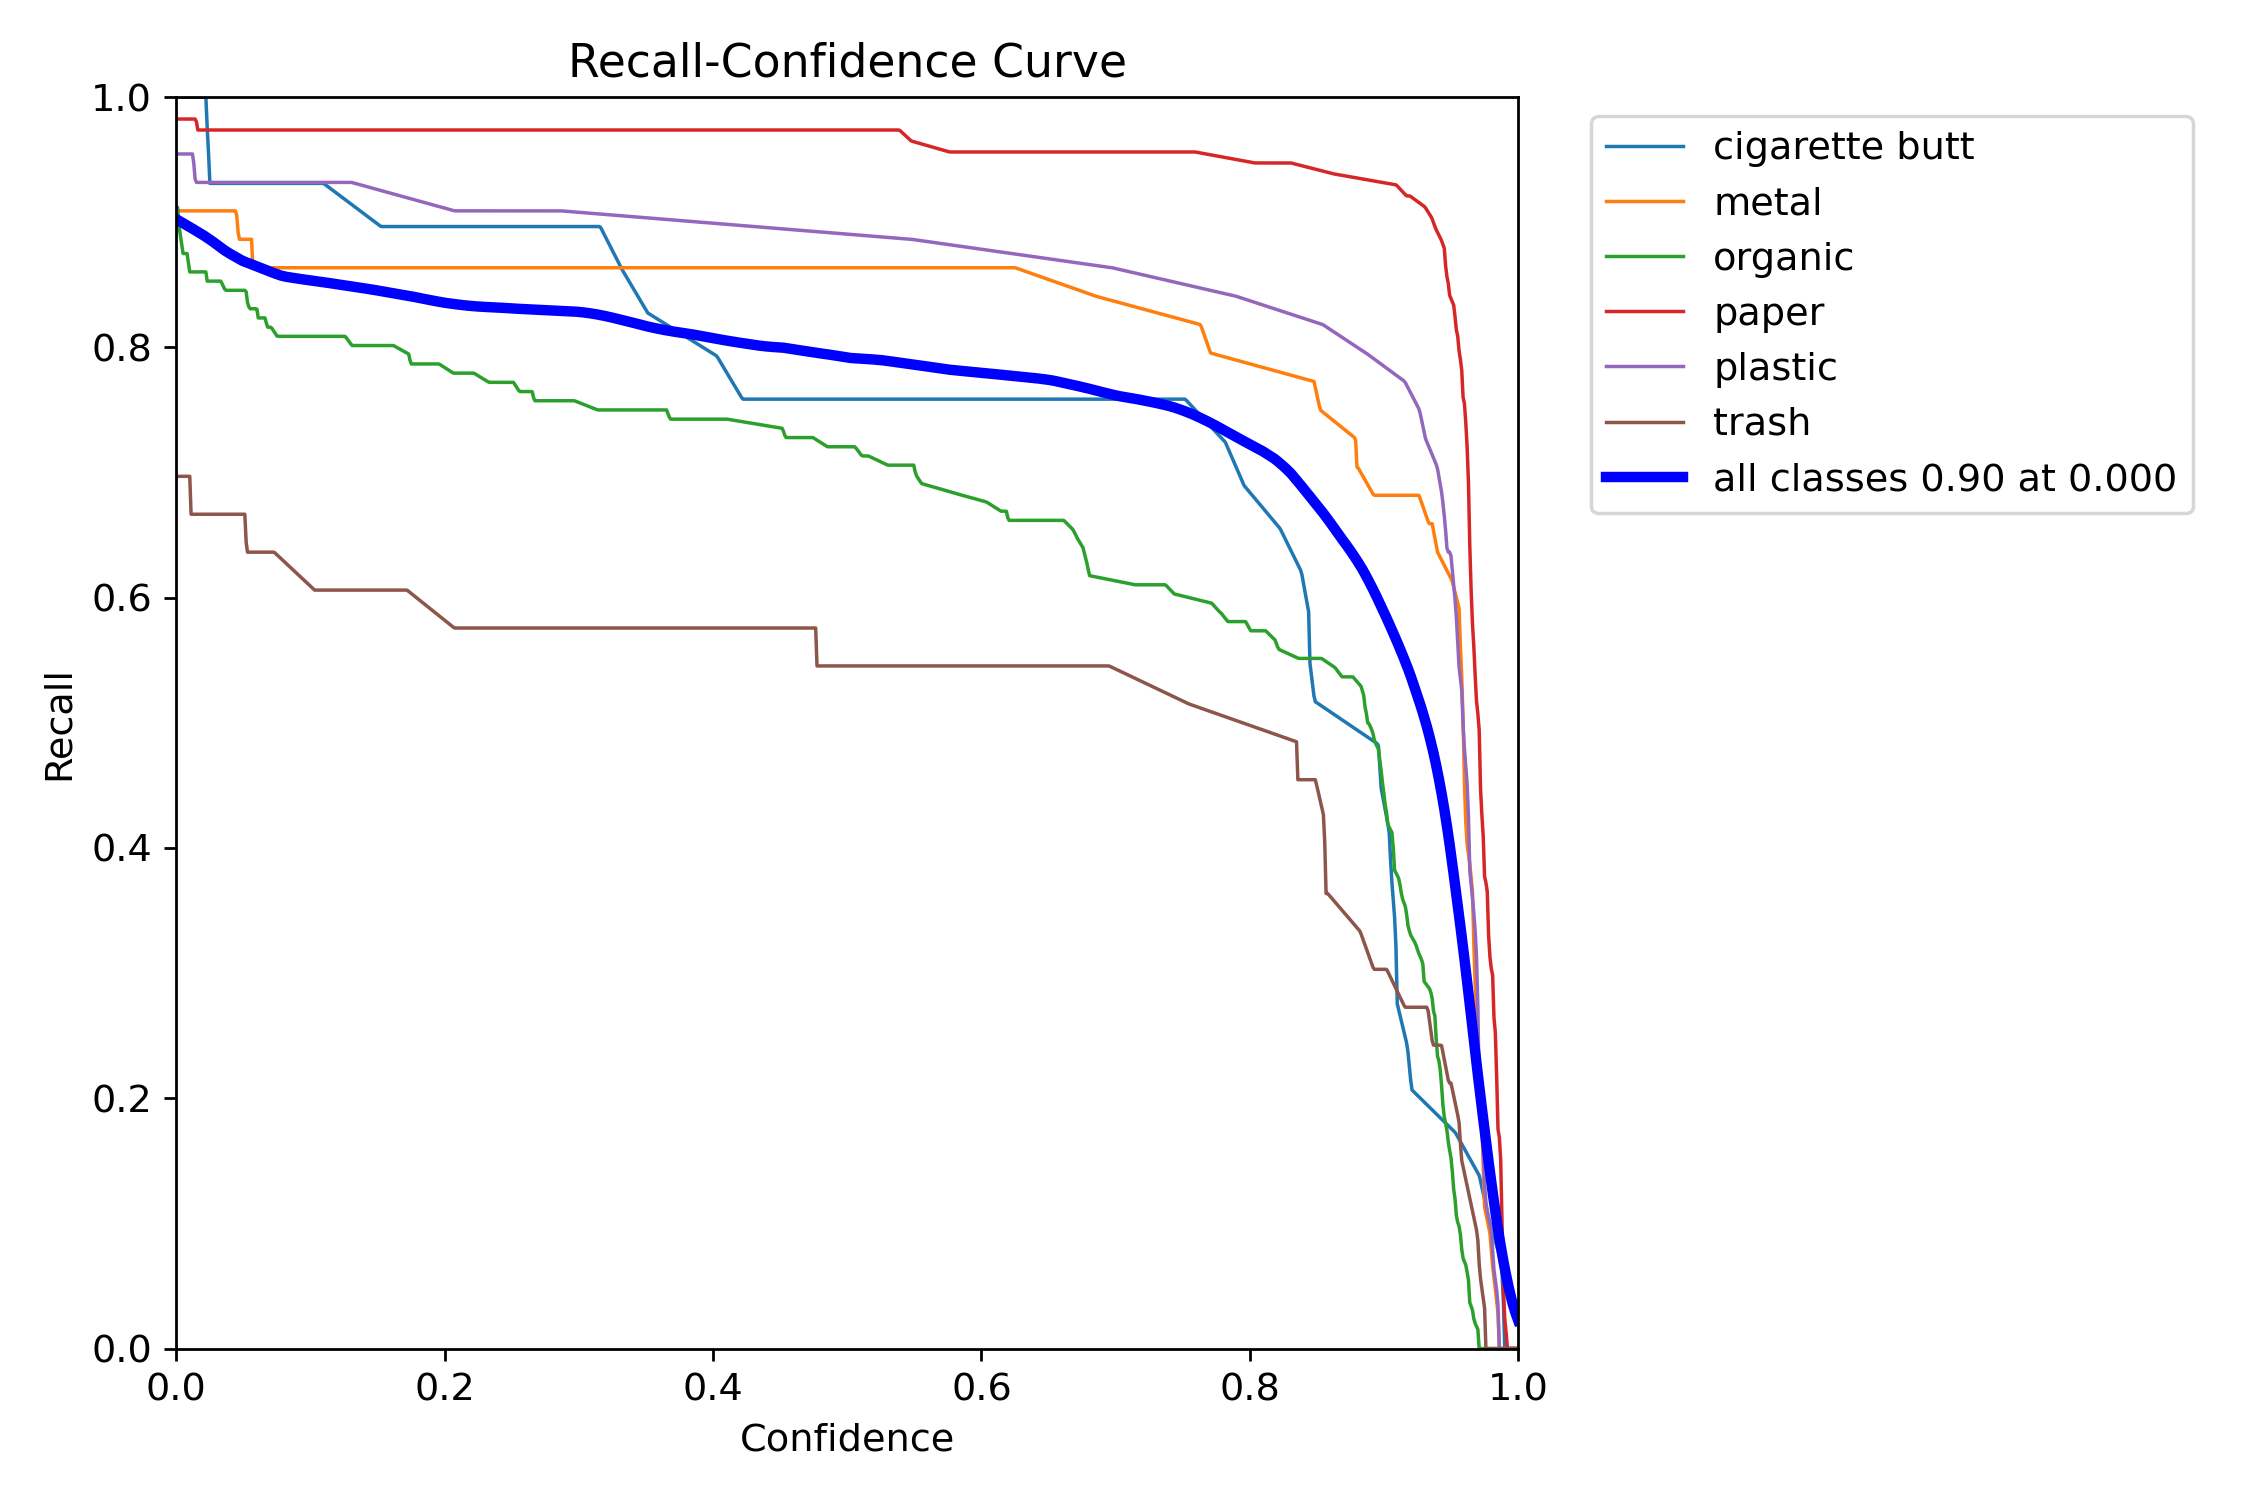 Recall-Confidence Curve
1.0
0.8
0.6
0.4
0.2
0.0
Recall
0.0 0.2 0.4 0.6 0.8 1.0
Confidence
cigarette butt
metal
organic
paper
plastic
trash
all classes 0.90 at 0.000